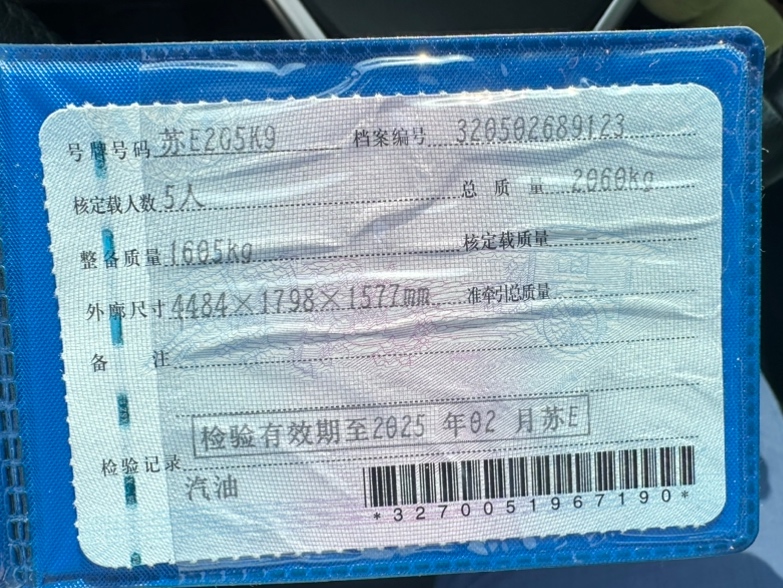 号牌号码 苏E2G5K9 档案编号 320502689123
核定载人数 5人 总质量 2060kg
整备质量 1605kg 核定载质量
外廓尺寸 4484×1798×1577mm 准牵引总质量
备注
检验有效期至2025 年02 月苏E
检验记录
汽油
*3270051967190*